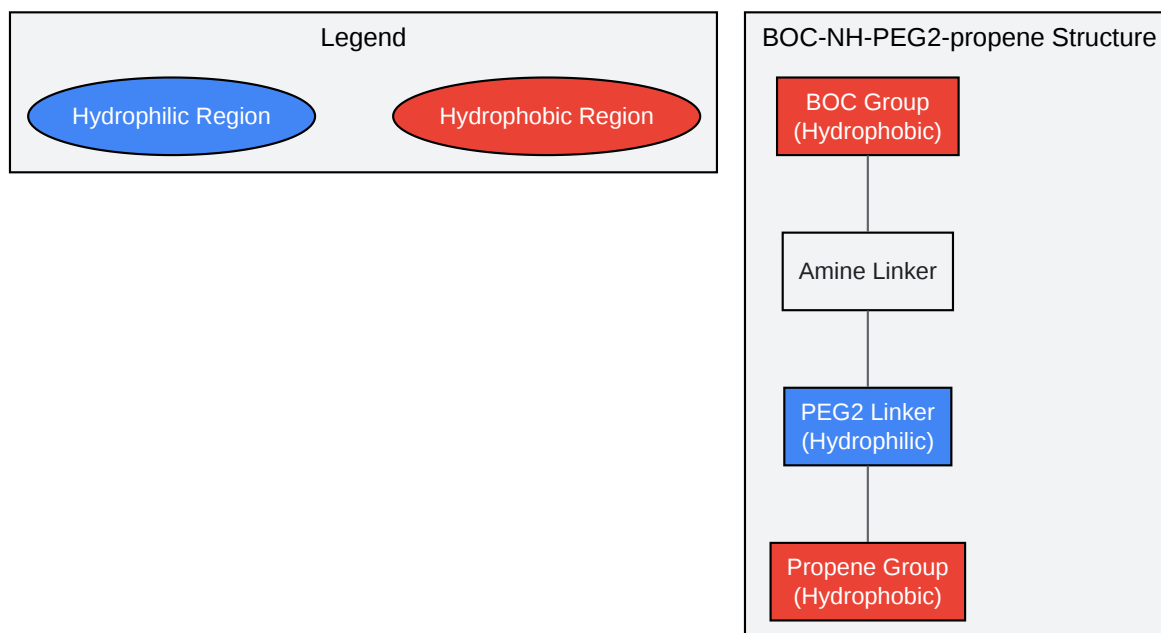 Legend
Hydrophilic Region
Hydrophobic Region
BOC-NH-PEG2-propene Structure
BOC Group
(Hydrophobic)
Amine Linker
PEG2 Linker
(Hydrophilic)
Propene Group
(Hydrophobic)